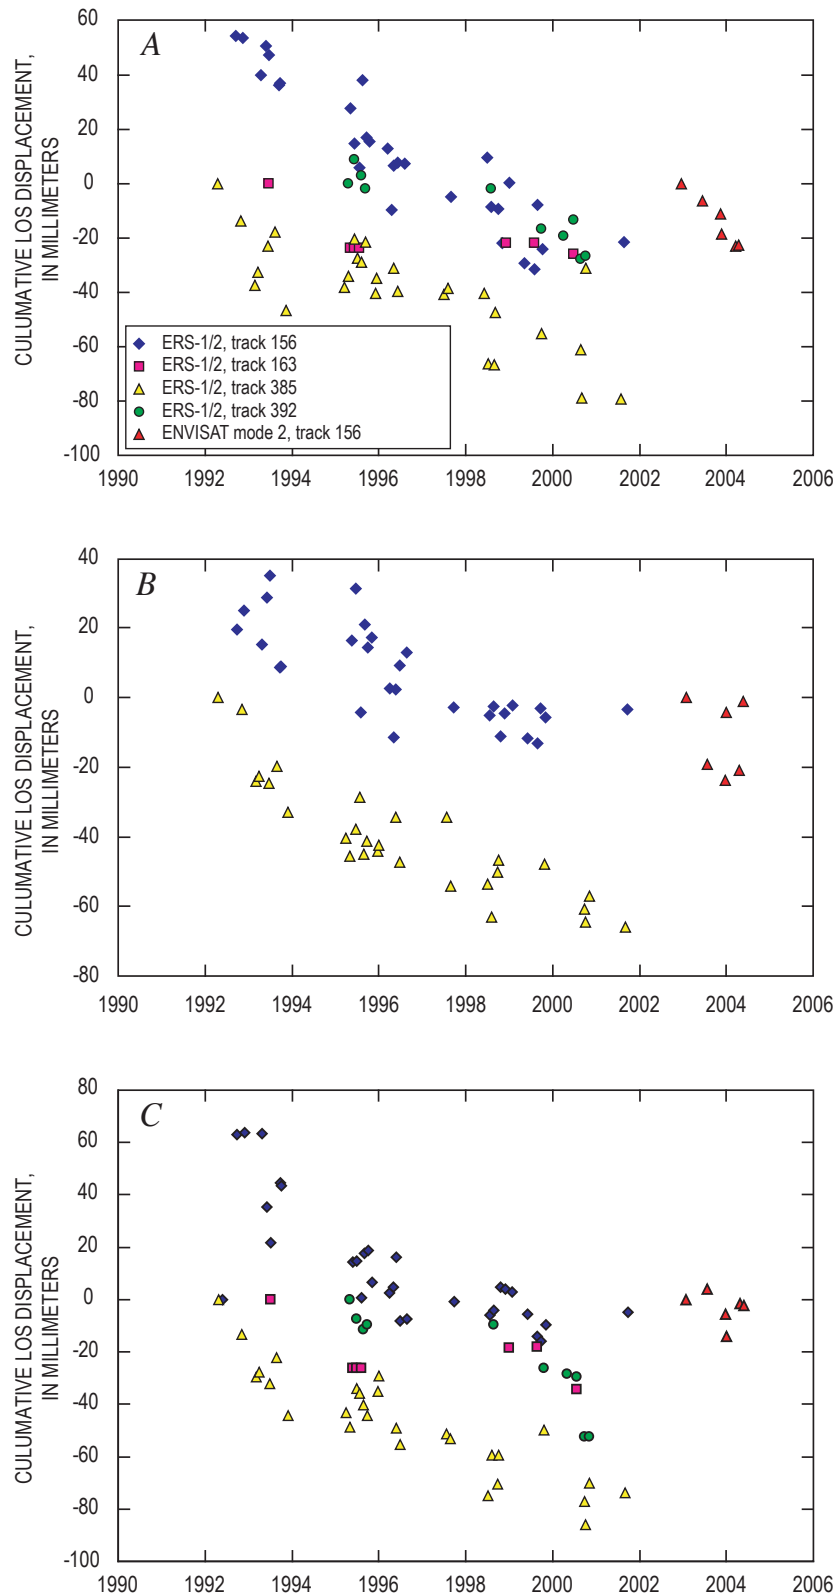 60
40
20
0
-20
-40
-60
-80
-100
CULUMATIVE LOS DISPLACEMENT,
IN MILLIMETERS
A
ERS-1/2, track 156
ERS-1/2, track 163
ERS-1/2, track 385
ERS-1/2, track 392
ENVISAT mode 2, track 156
1990 1992 1994 1996 1998 2000 2002 2004 2006
40
20
0
-20
-40
-60
-80
CULUMATIVE LOS DISPLACEMENT,
IN MILLIMETERS
B
1990 1992 1994 1996 1998 2000 2002 2004 2006
80
60
40
20
0
-20
-40
-60
-80
-100
CULUMATIVE LOS DISPLACEMENT,
IN MILLIMETERS
C
1990 1992 1994 1996 1998 2000 2002 2004 2006